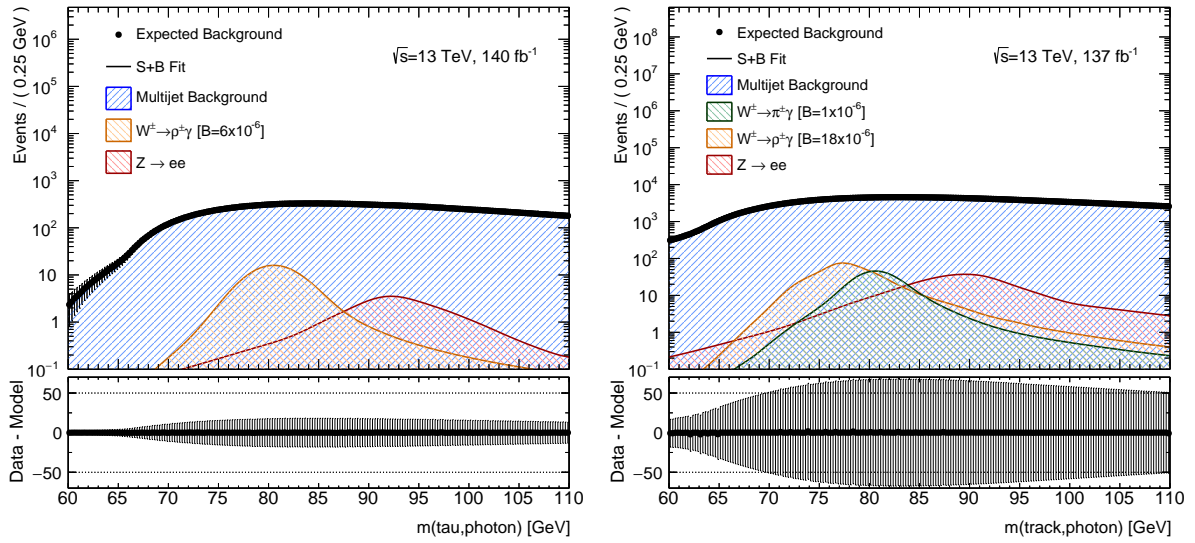 Events / ( 0.25 GeV )
10⁶
10⁵
10⁴
10³
10²
10
1
10⁻¹
Expected Background
S+B Fit
Multijet Background
W±→ρ±γ [B=6x10⁻⁶]
Z → ee
√s=13 TeV, 140 fb⁻¹
Data - Model
50
0
−50
60 65 70 75 80 85 90 95 100 105 110
m(tau,photon) [GeV]
Events / ( 0.25 GeV )
10⁸
10⁷
10⁶
10⁵
10⁴
10³
10²
10
1
10⁻¹
Expected Background
S+B Fit
Multijet Background
W±→π±γ [B=1x10⁻⁶]
W±→ρ±γ [B=18x10⁻⁶]
Z → ee
√s=13 TeV, 137 fb⁻¹
Data - Model
50
0
−50
60 65 70 75 80 85 90 95 100 105 110
m(track,photon) [GeV]